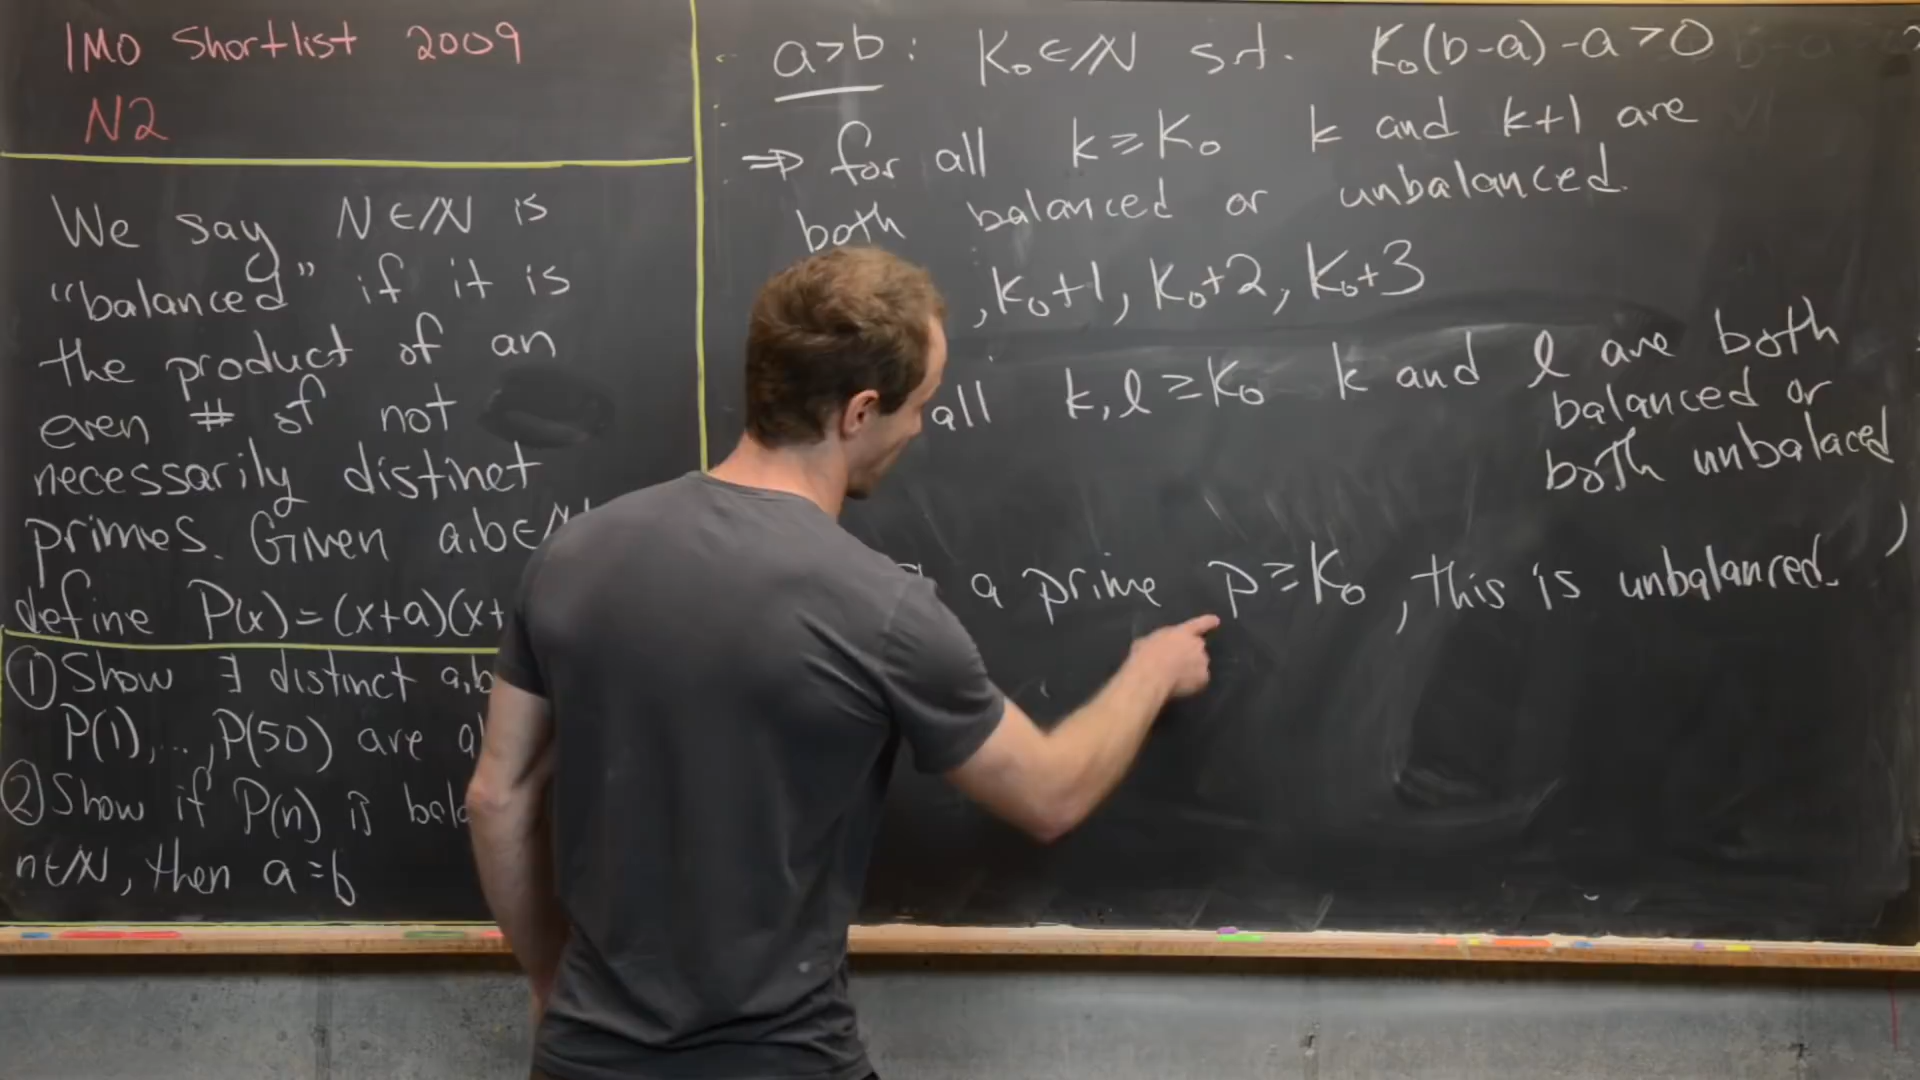 IMO Shortlist 2009
N2
We say N∈ℕ is
"balanced" if it is
the product of an
even # of not
necessarily distinct
primes. Given a,b∈
define P(x)=(x+a)(x+
① Show ∃ distinct a,b
P(1),...,P(50) are
② Show if P(n) is
n∈ℕ, then a=b
a>b: K₀∈ℕ s.t. K₀(b-a)-a>0
⇒ for all k≥K₀ k and k+1 are
both balanced or unbalanced.
,K₀+1, K₀+2, K₀+3
all k,l≥K₀ k and l are both
balanced or
both unbalaced
a prime p≥K₀, this is unbalanced.